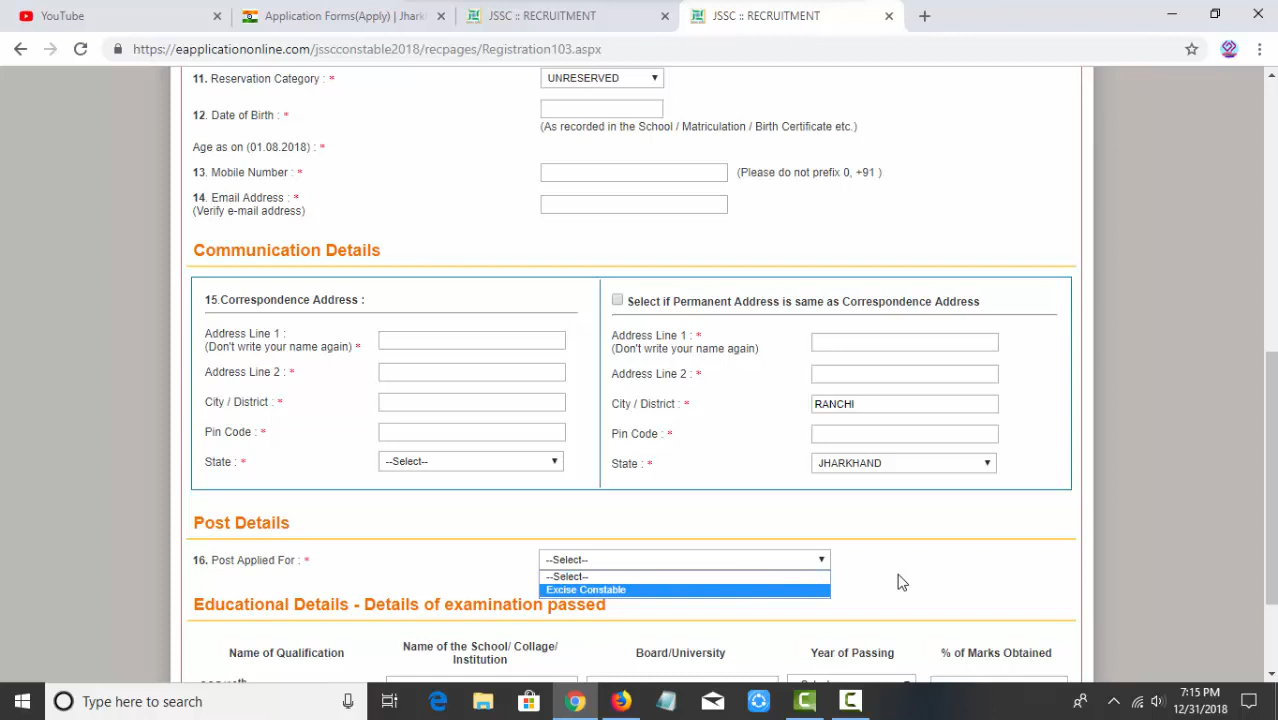 YouTube
Application Forms(Apply) | Jhark
JSSC :: RECRUITMENT
JSSC :: RECRUITMENT
https://eapplicationonline.com/jsscconstable2018/recpages/Registration103.aspx
11. Reservation Category : *
UNRESERVED
12. Date of Birth : *
(As recorded in the School / Matriculation / Birth Certificate etc.)
Age as on (01.08.2018) : *
13. Mobile Number : *
(Please do not prefix 0, +91 )
14. Email Address : *
(Verify e-mail address)
Communication Details
15.Correspondence Address :
Address Line 1 :
(Don't write your name again) *
Address Line 2 : *
City / District : *
Pin Code : *
State : *
--Select--
Select if Permanent Address is same as Correspondence Address
Address Line 1 : *
(Don't write your name again)
Address Line 2 : *
City / District : *
RANCHI
Pin Code : *
State : *
JHARKHAND
Post Details
16. Post Applied For : *
--Select--
--Select--
Excise Constable
Educational Details - Details of examination passed
Name of Qualification
Name of the School/ Collage/
Institution
Board/University
Year of Passing
% of Marks Obtained
Type here to search
7:15 PM
12/31/2018